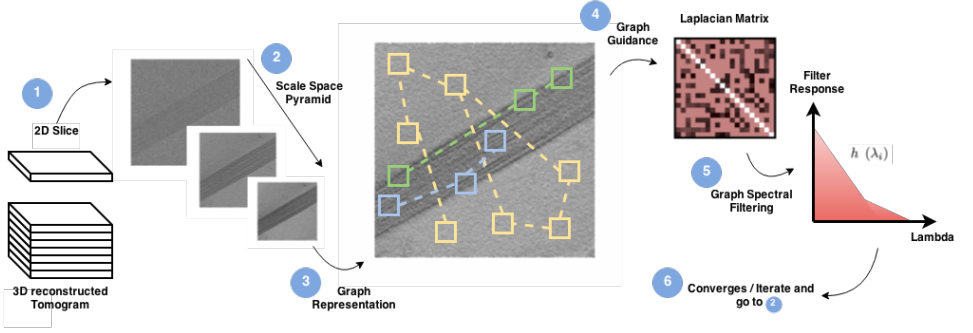 1
2D Slice
3D reconstructed
Tomogram
2
Scale Space
Pyramid
3
Graph
Representation
4
Graph
Guidance
Laplacian Matrix
5
Graph Spectral
Filtering
Filter
Response
h (λᵢ)
Lambda
6
Converges / Iterate and
go to 2